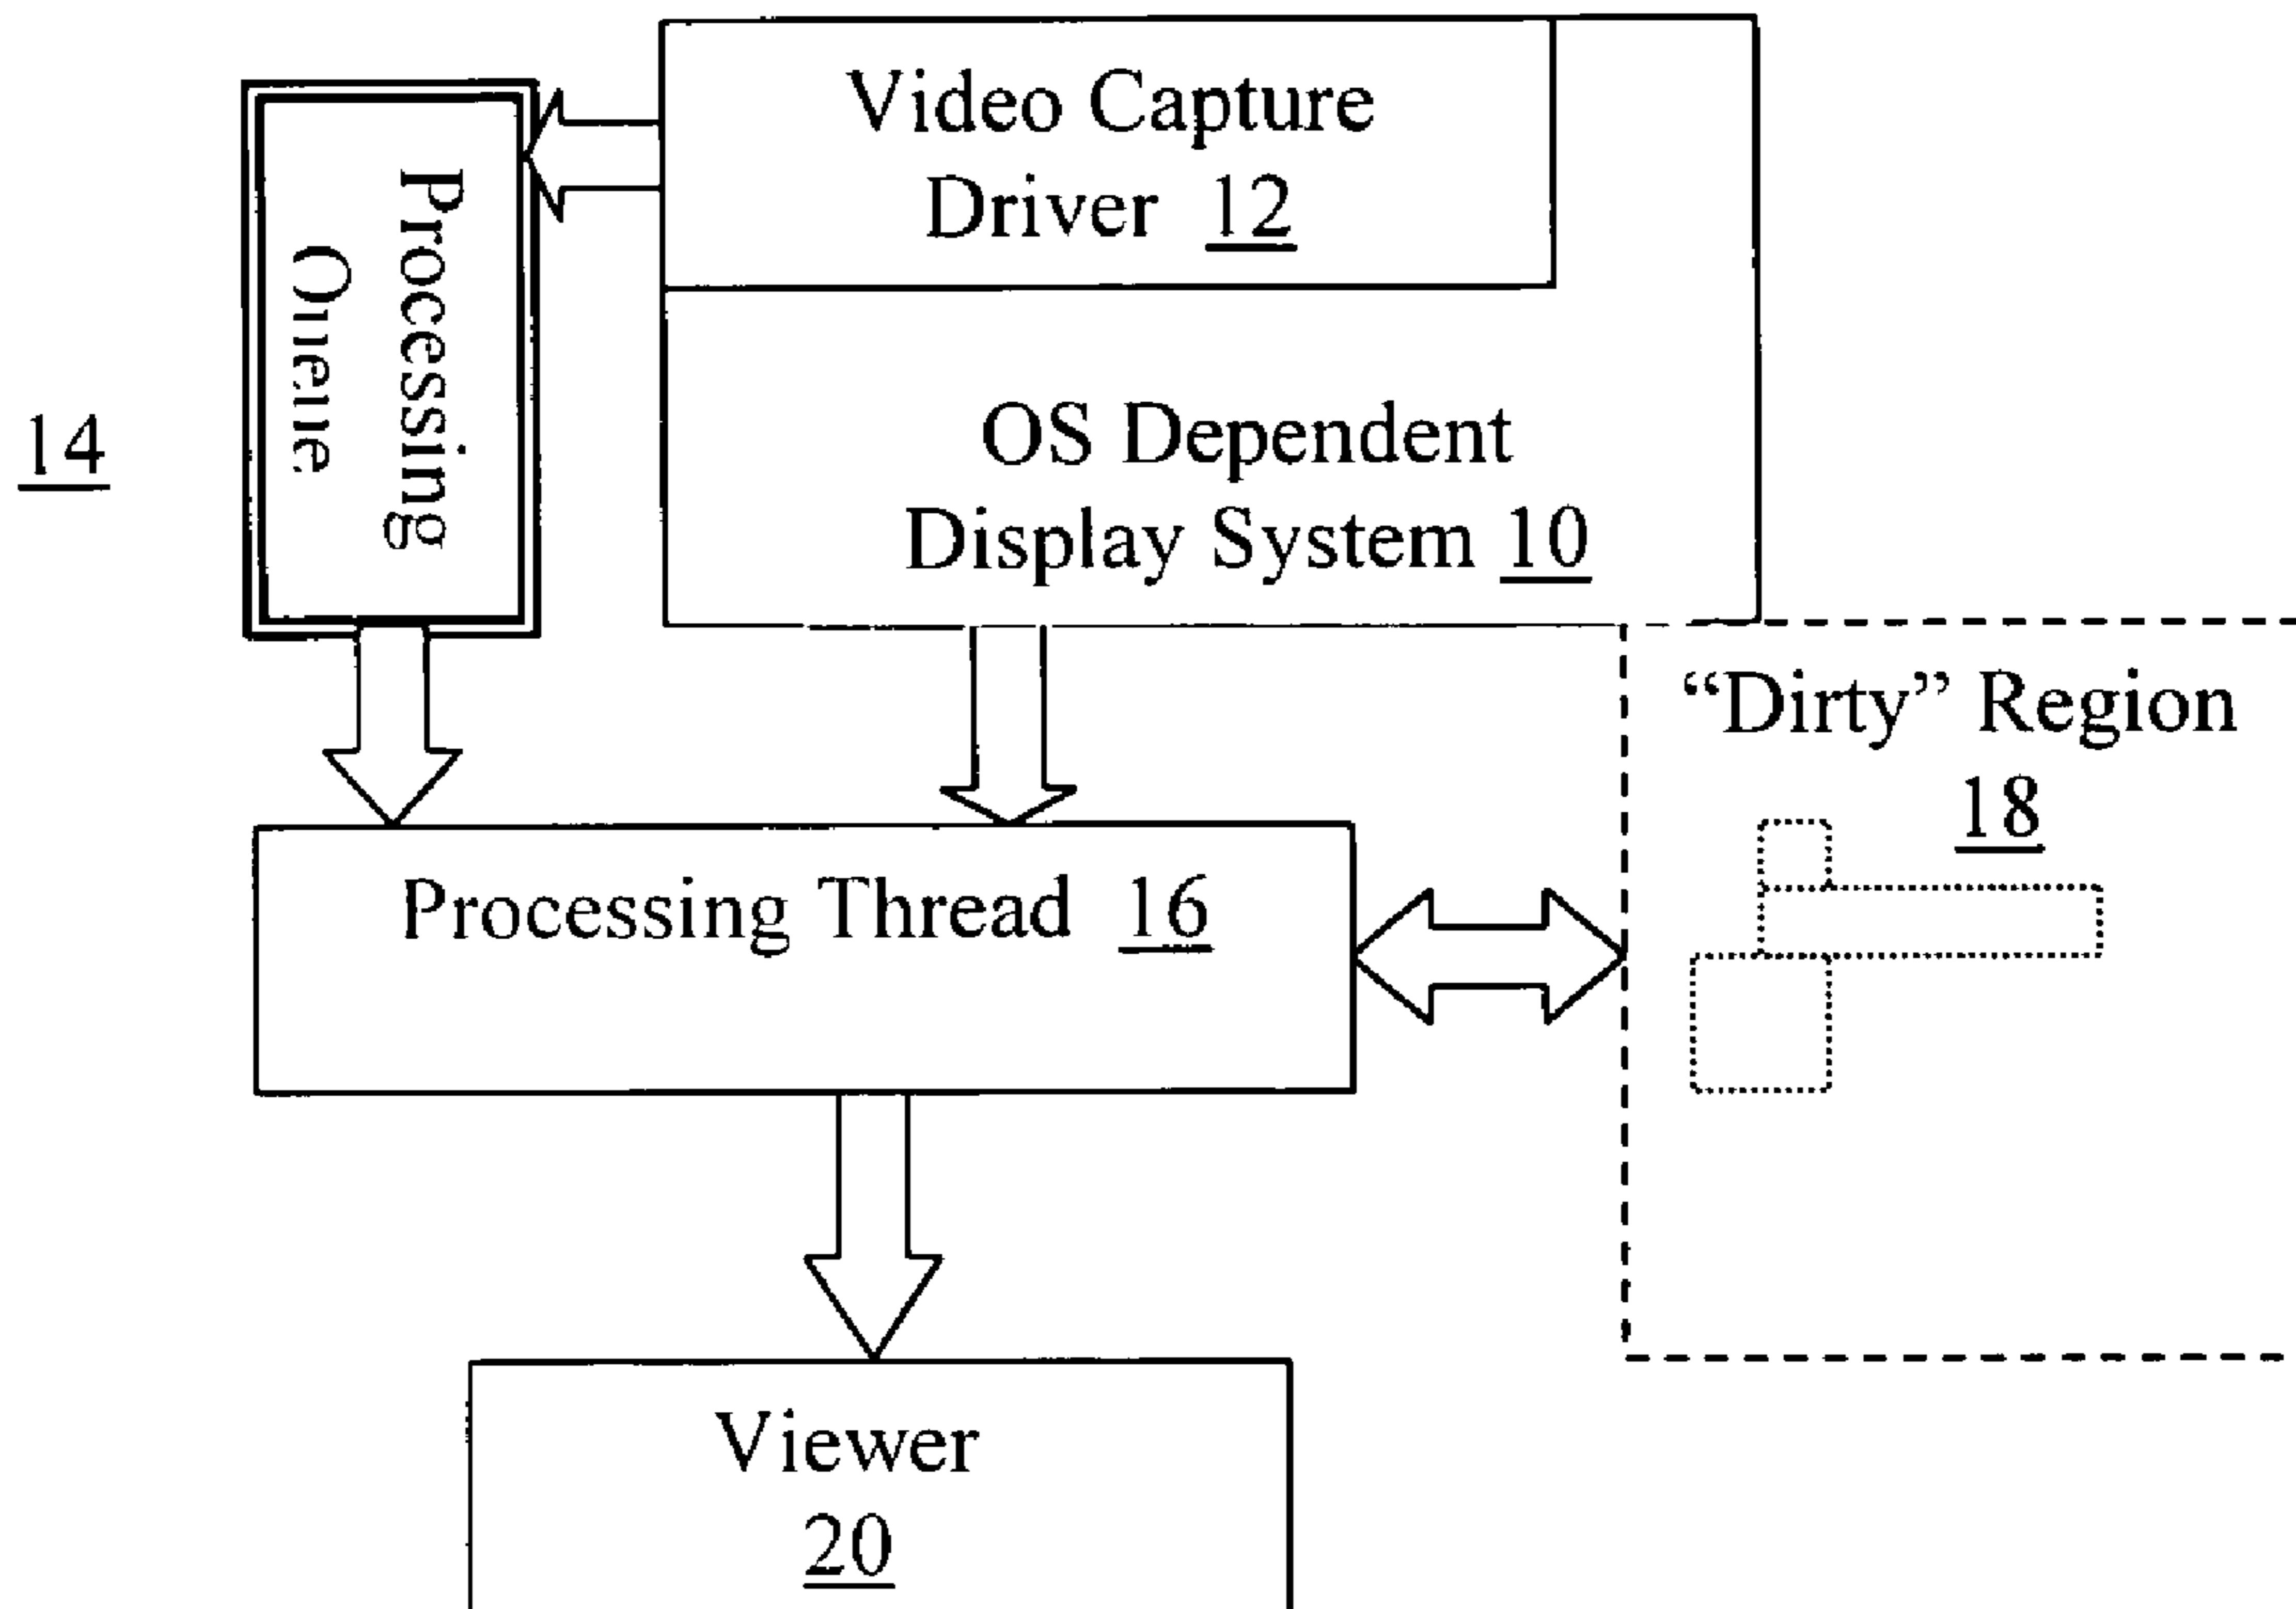 Video Capture
Driver 12
Processing
Queue
14
OS Dependent
Display System 10
“Dirty” Region
18
Processing Thread 16
Viewer
20